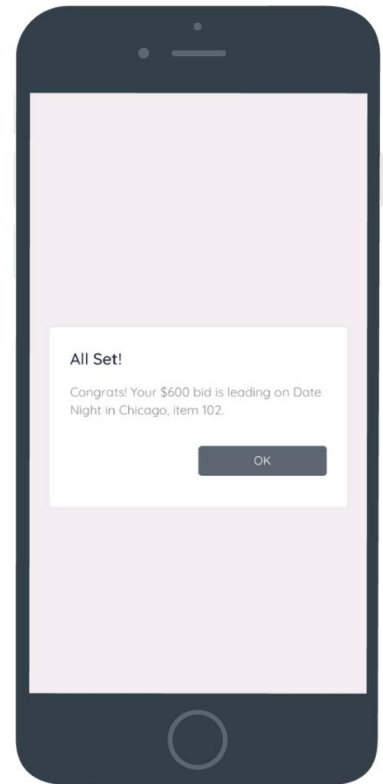 All Set!
Congrats! Your $600 bid is leading on Date
Night in Chicago, item 102.
OK